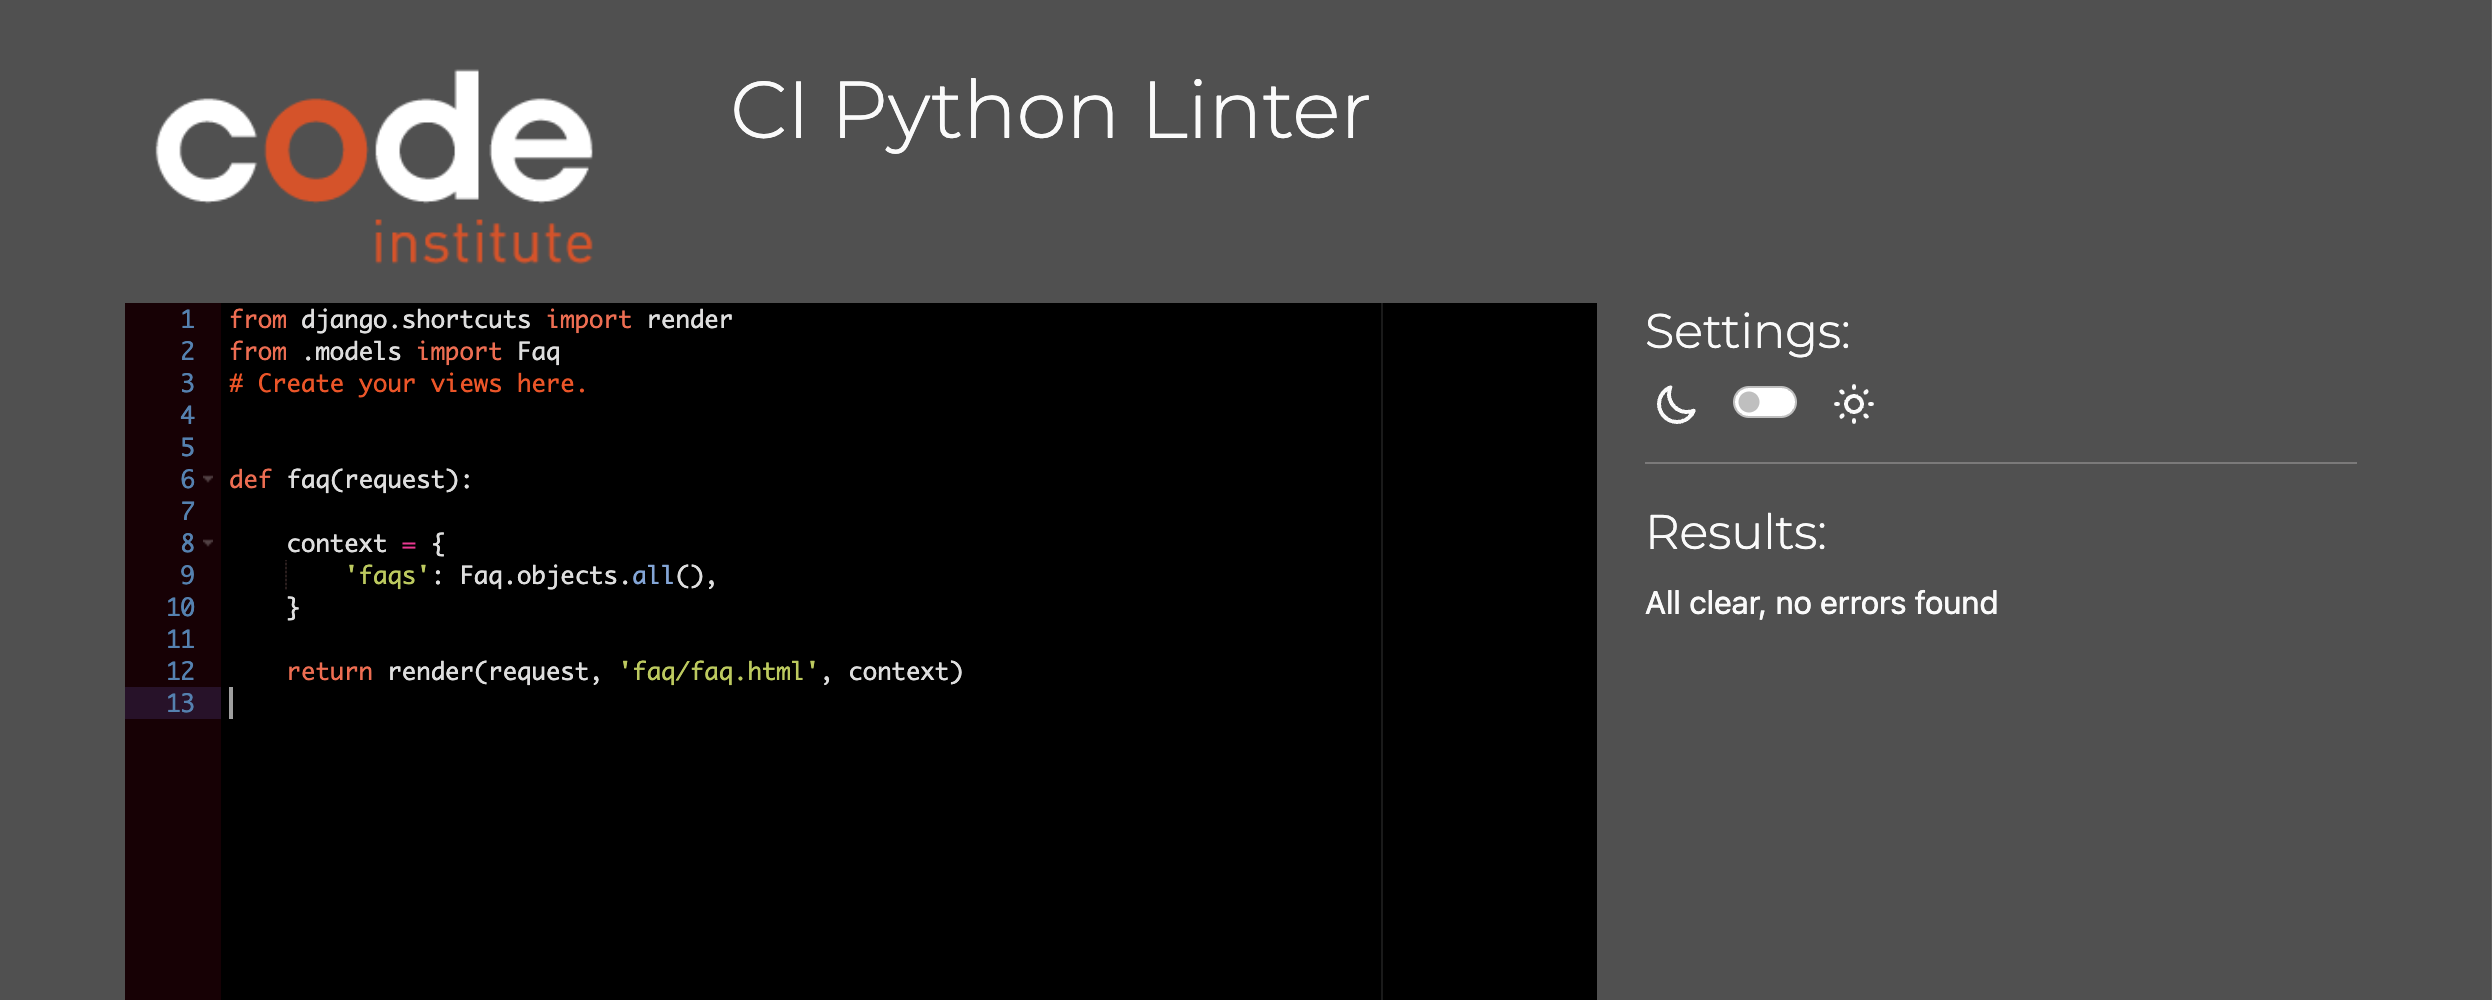 code
institute
CI Python Linter
1 from django.shortcuts import render
2 from .models import Faq
3 # Create your views here.
4
5
6 def faq(request):
7
8     context = {
9         'faqs': Faq.objects.all(),
10     }
11
12     return render(request, 'faq/faq.html', context)
13
Settings:
Results:
All clear, no errors found